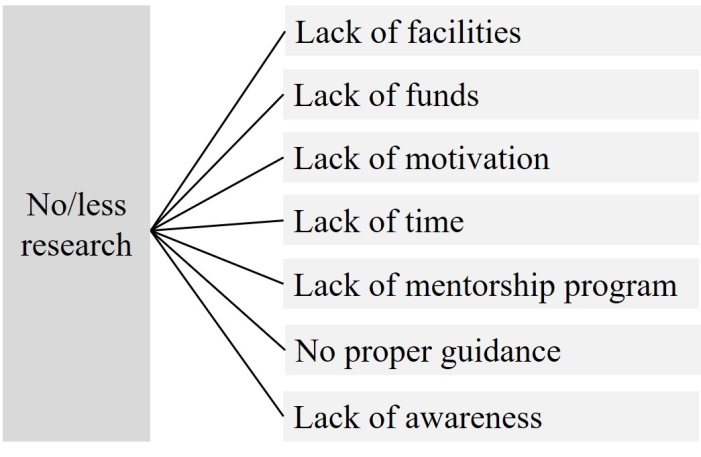 No/less
research
Lack of facilities
Lack of funds
Lack of motivation
Lack of time
Lack of mentorship program
No proper guidance
Lack of awareness